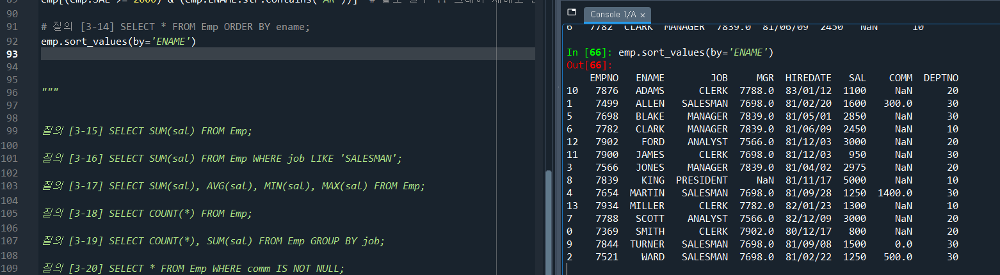 90
91 # 질의 [3-14] SELECT * FROM Emp ORDER BY ename;
92 emp.sort_values(by='ENAME')
93
94
95
96 """
97
98
99 질의 [3-15] SELECT SUM(sal) FROM Emp;
100
101 질의 [3-16] SELECT SUM(sal) FROM Emp WHERE job LIKE 'SALESMAN';
102
103 질의 [3-17] SELECT SUM(sal), AVG(sal), MIN(sal), MAX(sal) FROM Emp;
104
105 질의 [3-18] SELECT COUNT(*) FROM Emp;
106
107 질의 [3-19] SELECT COUNT(*), SUM(sal) FROM Emp GROUP BY job;
108
109 질의 [3-20] SELECT * FROM Emp WHERE comm IS NOT NULL;
Console 1/A ×
6 7782 CLARK MANAGER 7839.0 81/06/09 2450 NaN 10
In [66]: emp.sort_values(by='ENAME')
Out[66]:
EMPNO ENAME JOB MGR HIREDATE SAL COMM DEPTNO
10 7876 ADAMS CLERK 7788.0 83/01/12 1100 NaN 20
1 7499 ALLEN SALESMAN 7698.0 81/02/20 1600 300.0 30
5 7698 BLAKE MANAGER 7839.0 81/05/01 2850 NaN 30
6 7782 CLARK MANAGER 7839.0 81/06/09 2450 NaN 10
12 7902 FORD ANALYST 7566.0 81/12/03 3000 NaN 20
11 7900 JAMES CLERK 7698.0 81/12/03 950 NaN 30
3 7566 JONES MANAGER 7839.0 81/04/02 2975 NaN 20
8 7839 KING PRESIDENT NaN 81/11/17 5000 NaN 10
4 7654 MARTIN SALESMAN 7698.0 81/09/28 1250 1400.0 30
13 7934 MILLER CLERK 7782.0 82/01/23 1300 NaN 10
7 7788 SCOTT ANALYST 7566.0 82/12/09 3000 NaN 20
0 7369 SMITH CLERK 7902.0 80/12/17 800 NaN 20
9 7844 TURNER SALESMAN 7698.0 81/09/08 1500 0.0 30
2 7521 WARD SALESMAN 7698.0 81/02/22 1250 500.0 30